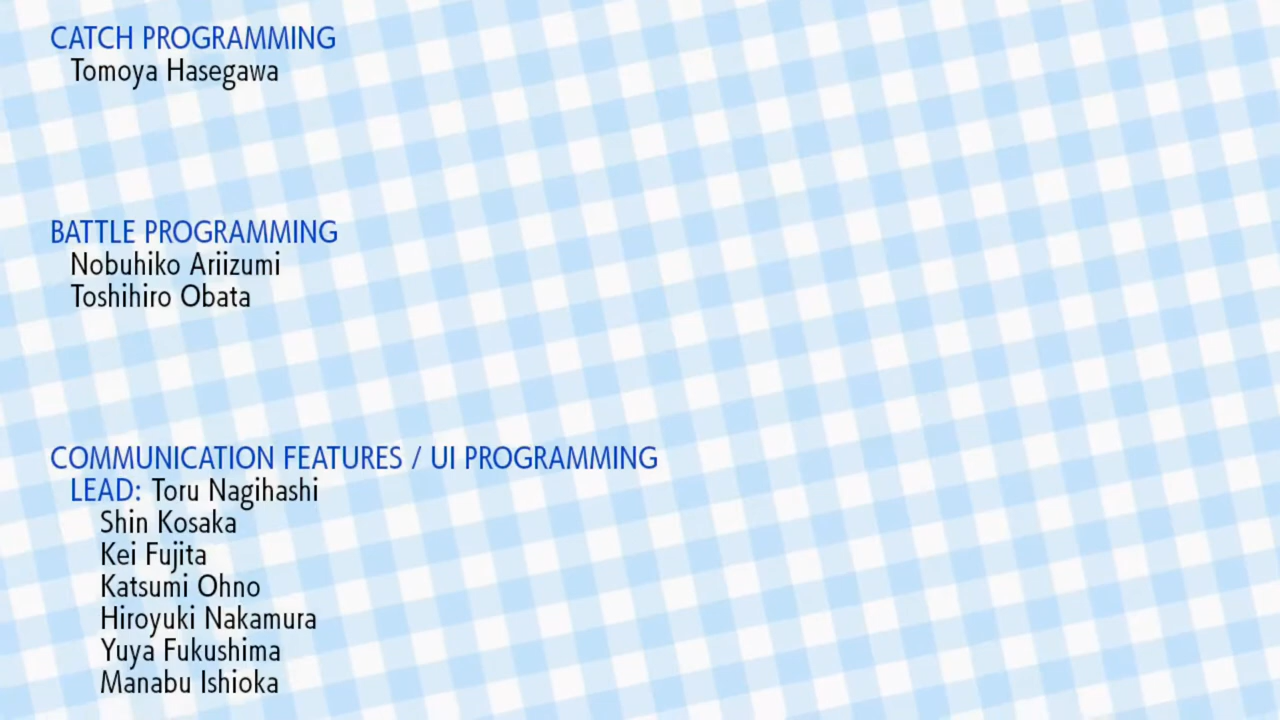 CATCH PROGRAMMING
Tomoya Hasegawa
BATTLE PROGRAMMING
Nobuhiko Ariizumi
Toshihiro Obata
COMMUNICATION FEATURES / UI PROGRAMMING
LEAD: Toru Nagihashi
Shin Kosaka
Kei Fujita
Katsumi Ohno
Hiroyuki Nakamura
Yuya Fukushima
Manabu Ishioka